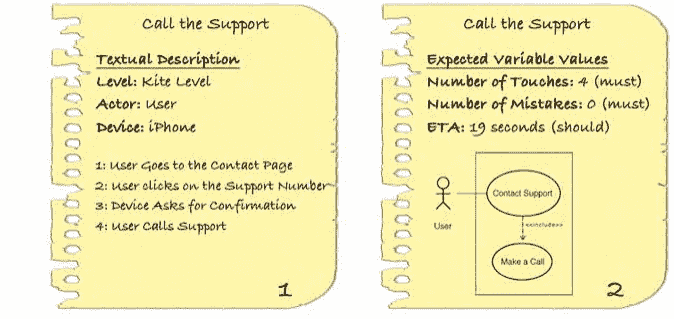 Call the Support
Textual Description
Level: Kite Level
Actor: User
Device: iPhone
1: User Goes to the Contact Page
2: User clicks on the Support Number
3: Device Asks for Confirmation
4: User Calls Support
1
Call the Support
Expected Variable Values
Number of Touches: 4 (must)
Number of Mistakes: 0 (must)
ETA: 19 seconds (should)
Contact Support
User
<<include>>
Make a Call
2